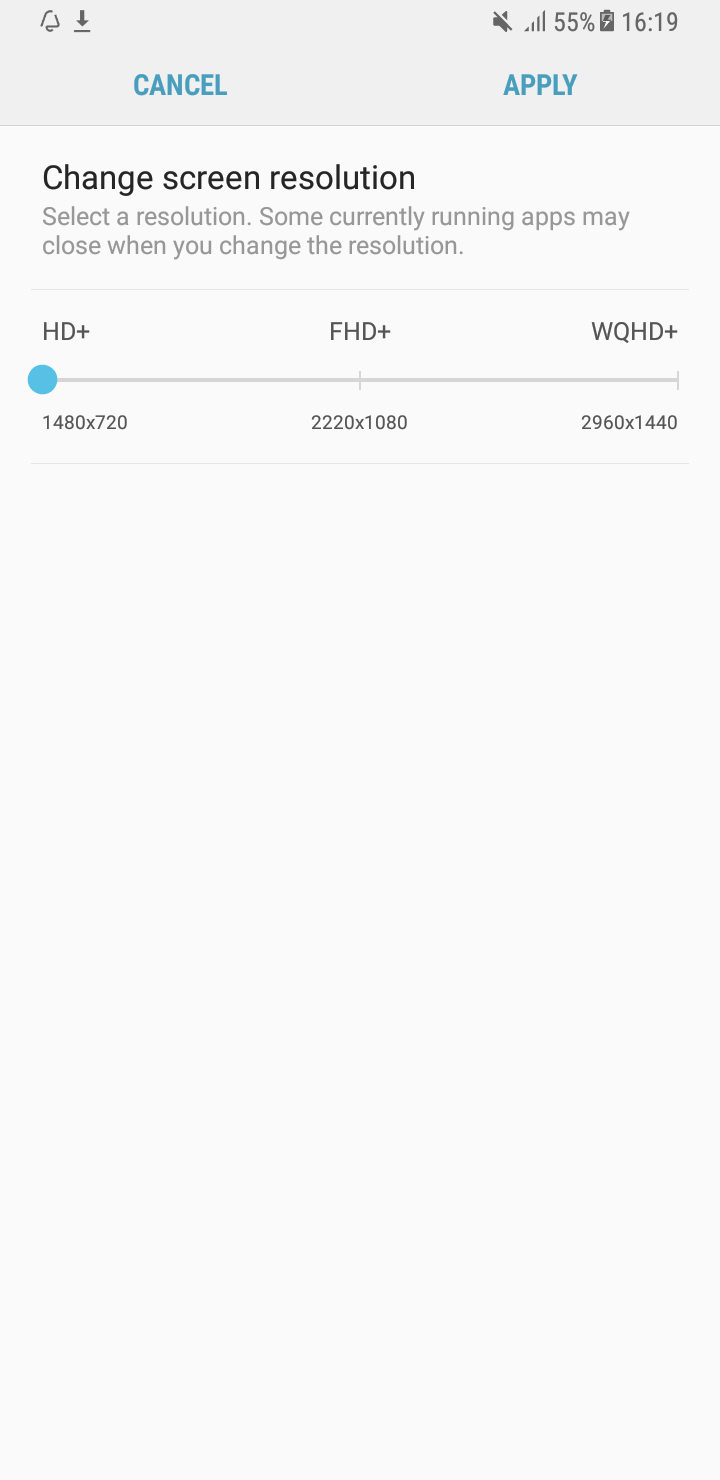 55% 16:19
CANCEL APPLY
Change screen resolution
Select a resolution. Some currently running apps may
close when you change the resolution.
HD+ FHD+ WQHD+
1480x720 2220x1080 2960x1440